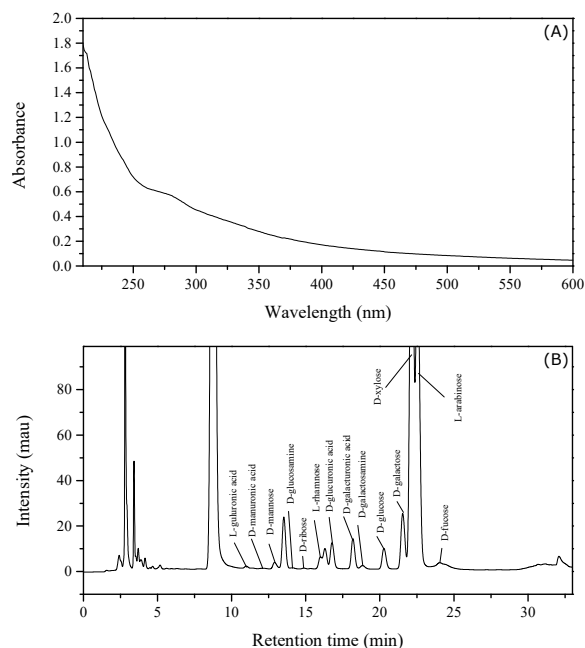 (A)
2.0
1.8
1.6
1.4
1.2
1.0
0.8
0.6
0.4
0.2
0.0
Absorbance
250 300 350 400 450 500 550 600
Wavelength (nm)
(B)
80
60
40
20
0
Intensity (mau)
L-guluronic acid
D-manuronic acid
D-mannose
D-glucosamine
D-ribose
L-rhamnose
D-glucuronic acid
D-galacturonic acid
D-galactosamine
D-glucose
D-galactose
D-xylose
L-arabinose
D-fucose
0 5 10 15 20 25 30
Retention time (min)